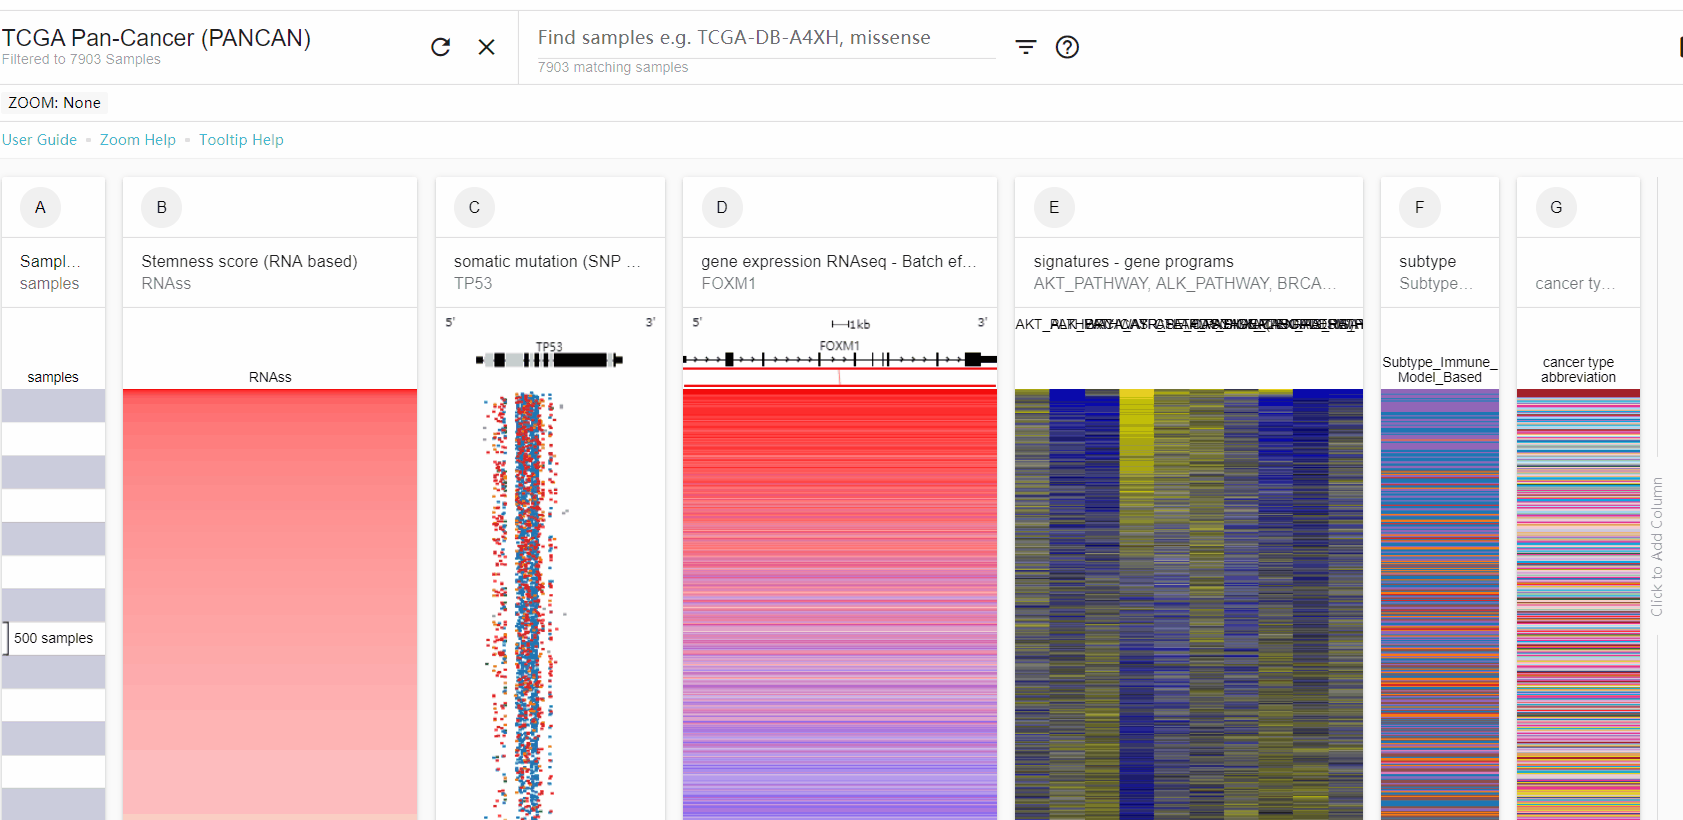 TCGA Pan-Cancer (PANCAN)
Filtered to 7903 Samples
Find samples e.g. TCGA-DB-A4XH, missense
7903 matching samples
ZOOM: None
User Guide
Zoom Help
Tooltip Help
A
Sampl...
samples
samples
500 samples
B
Stemness score (RNA based)
RNAss
RNAss
C
somatic mutation (SNP ...
TP53
5'
3'
TP53
D
gene expression RNAseq - Batch ef...
FOXM1
5'
1kb
3'
FOXM1
E
signatures - gene programs
AKT_PATHWAY, ALK_PATHWAY, BRCA...
F
subtype
Subtype...
Subtype_Immune_
Model_Based
G
cancer ty...
cancer type
abbreviation
Click to Add Column